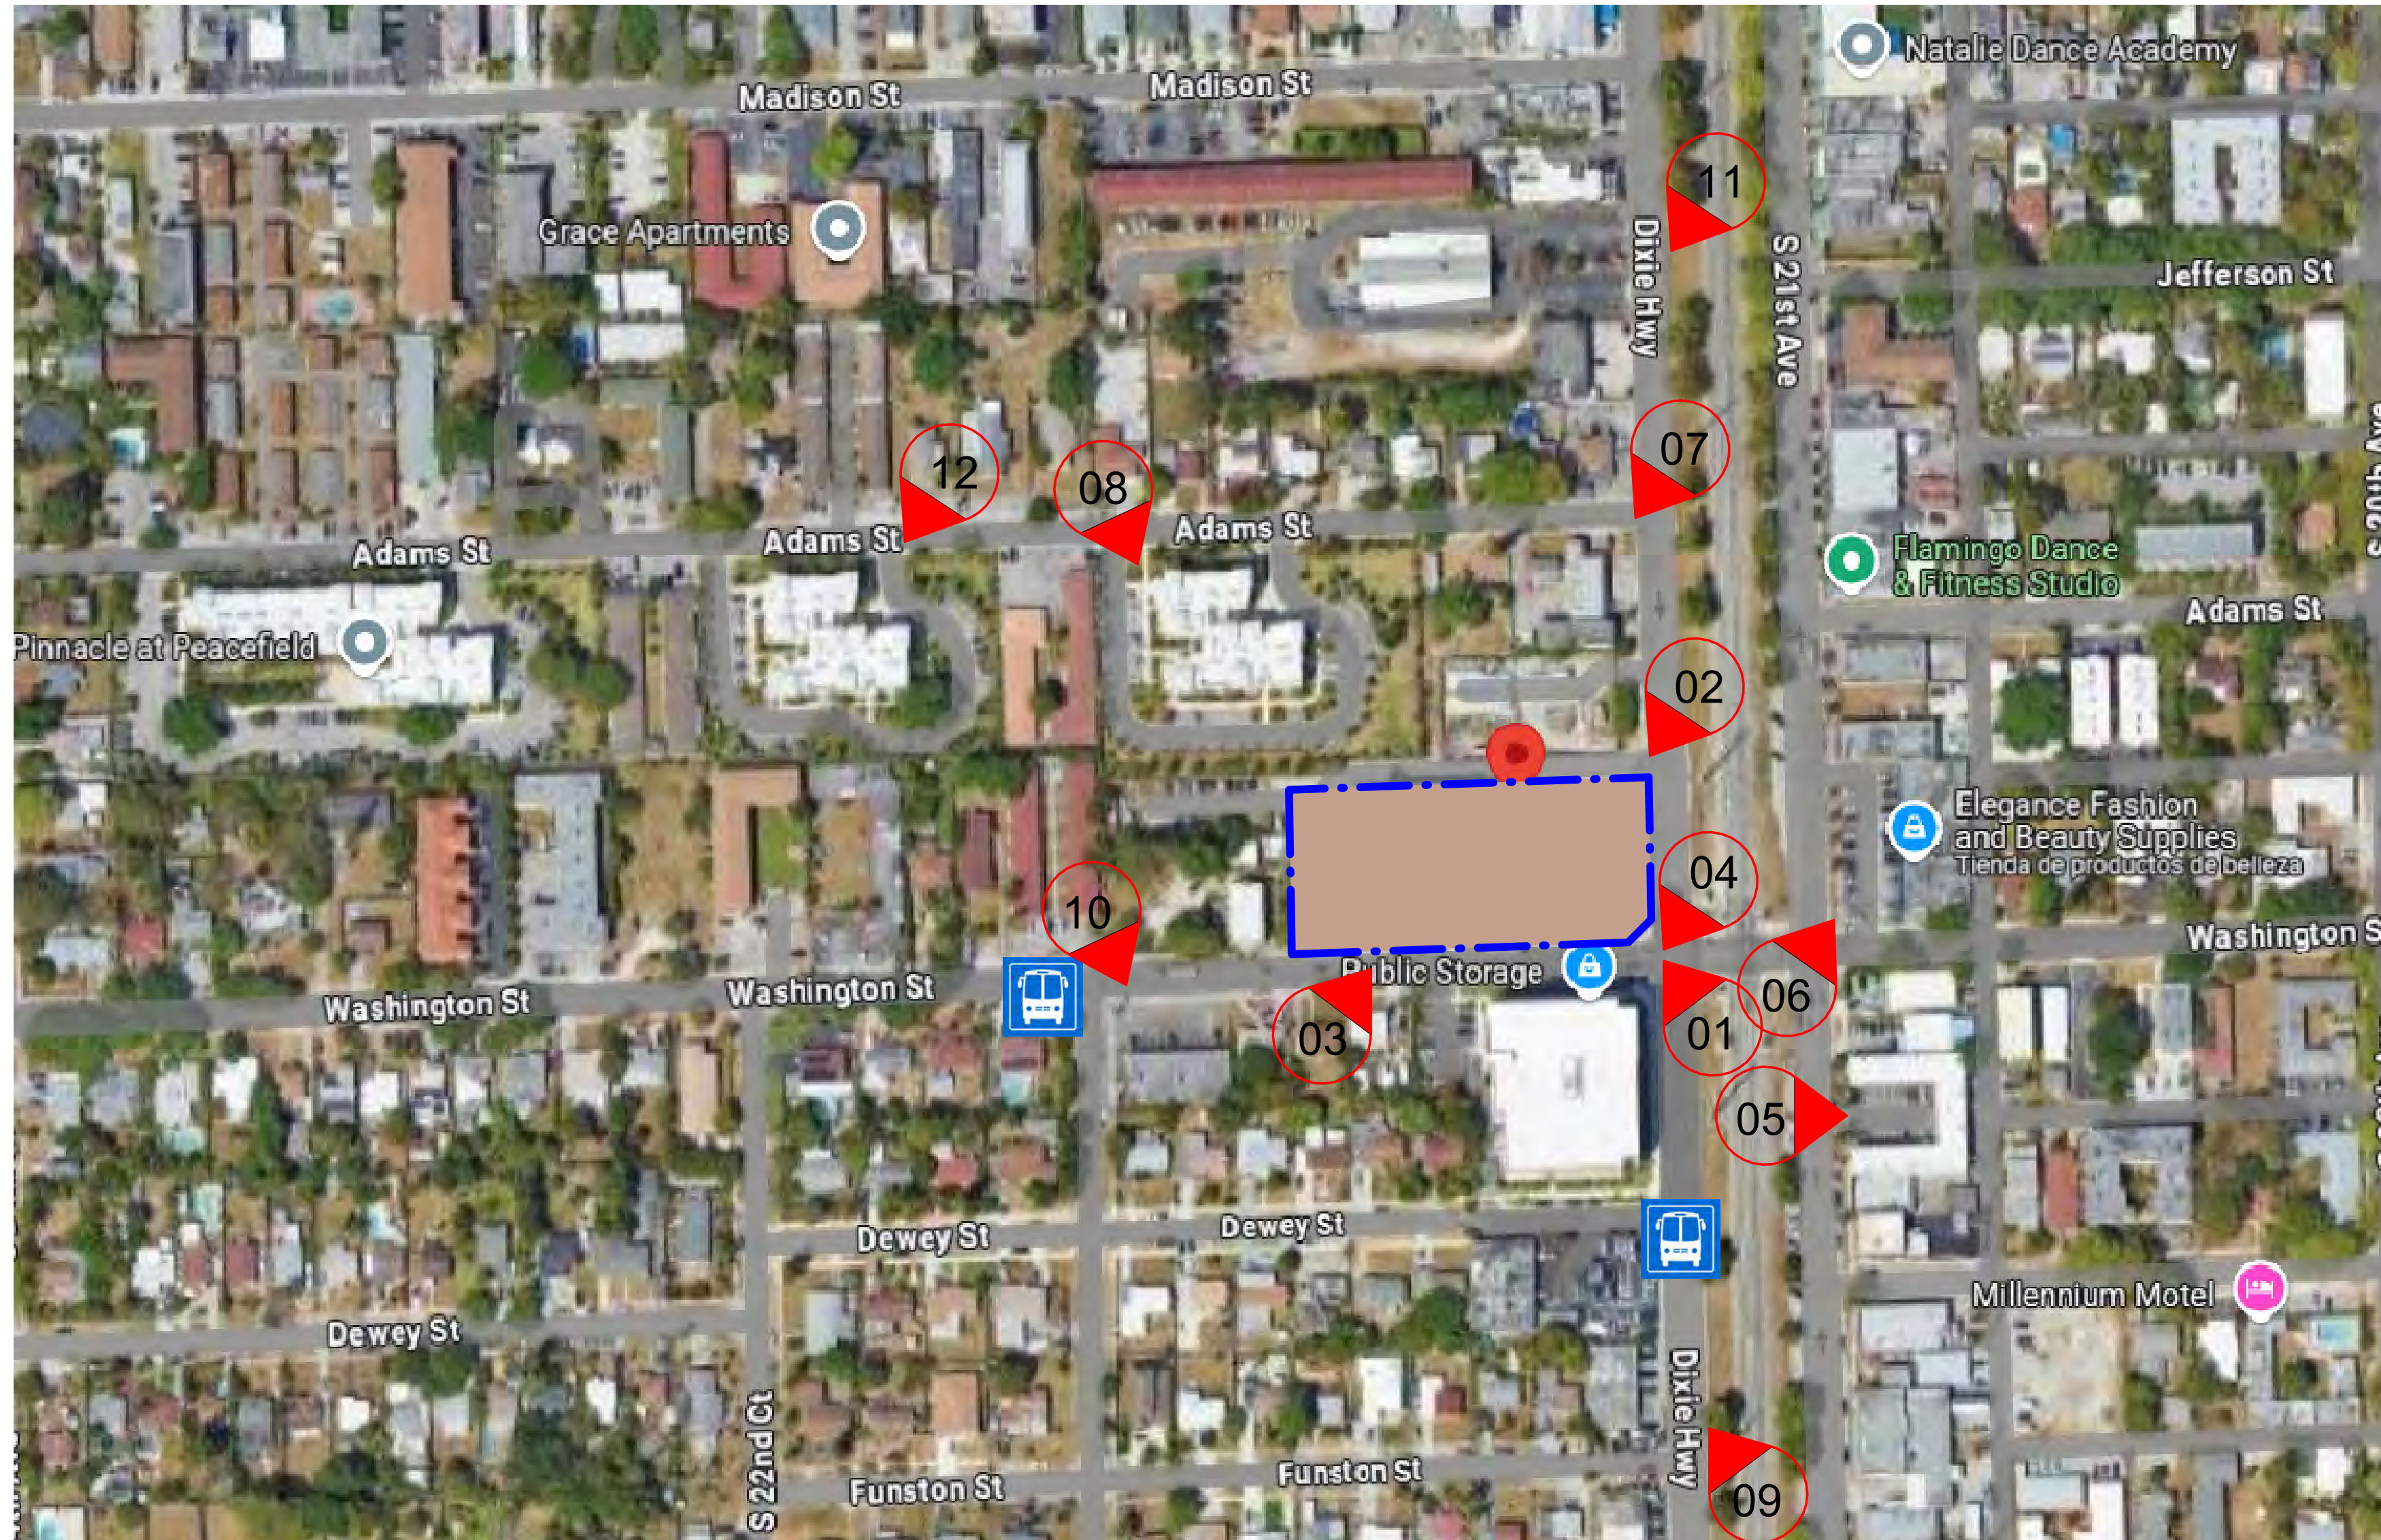 Natalie Dance Academy
Madison St
Madison St
11
Grace Apartments
Dixie Hwy
S 21st Ave
Jefferson St
07
12
08
Adams St
Adams St
Adams St
Flamingo Dance
& Fitness Studio
Adams St
Pinnacle at Peacefield
02
Elegance Fashion
and Beauty Supplies
Tienda de productos de belleza
04
10
Washington S
Public Storage
Washington St
Washington St
06
01
03
05
Dewey St
Dewey St
Millennium Motel
Dewey St
Dixie Hwy
S 22nd Ct
Funston St
Funston St
09